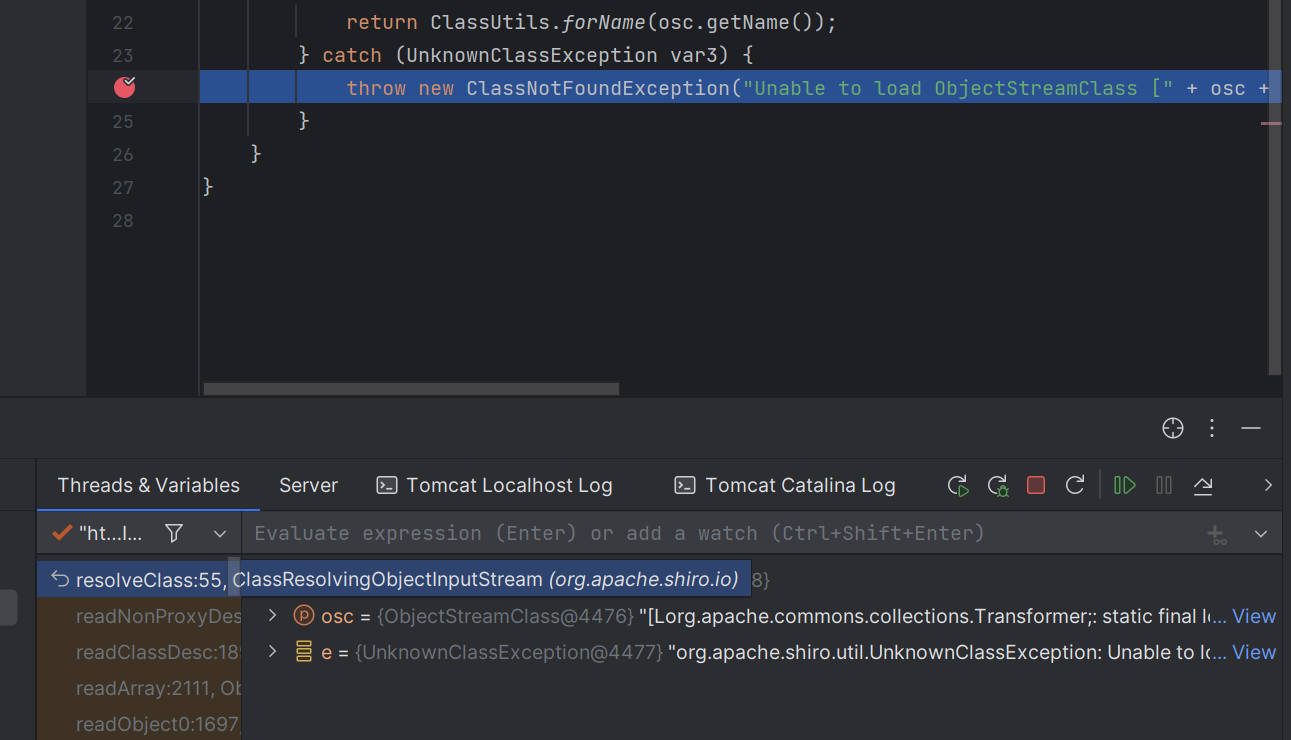 22 return ClassUtils.forName(osc.getName());
23 } catch (UnknownClassException var3) {
throw new ClassNotFoundException("Unable to load ObjectStreamClass [" + osc +
25 }
26 }
27 }
28
Threads & Variables Server Tomcat Localhost Log Tomcat Catalina Log
"ht...l... Evaluate expression (Enter) or add a watch (Ctrl+Shift+Enter)
resolveClass:55, ClassResolvingObjectInputStream (org.apache.shiro.io) 8}
readNonProxyDes
osc = {ObjectStreamClass@4476} "[Lorg.apache.commons.collections.Transformer;: static final lo... View
readClassDesc:189
e = {UnknownClassException@4477} "org.apache.shiro.util.UnknownClassException: Unable to lo... View
readArray:2111, Ob
readObject0:1697